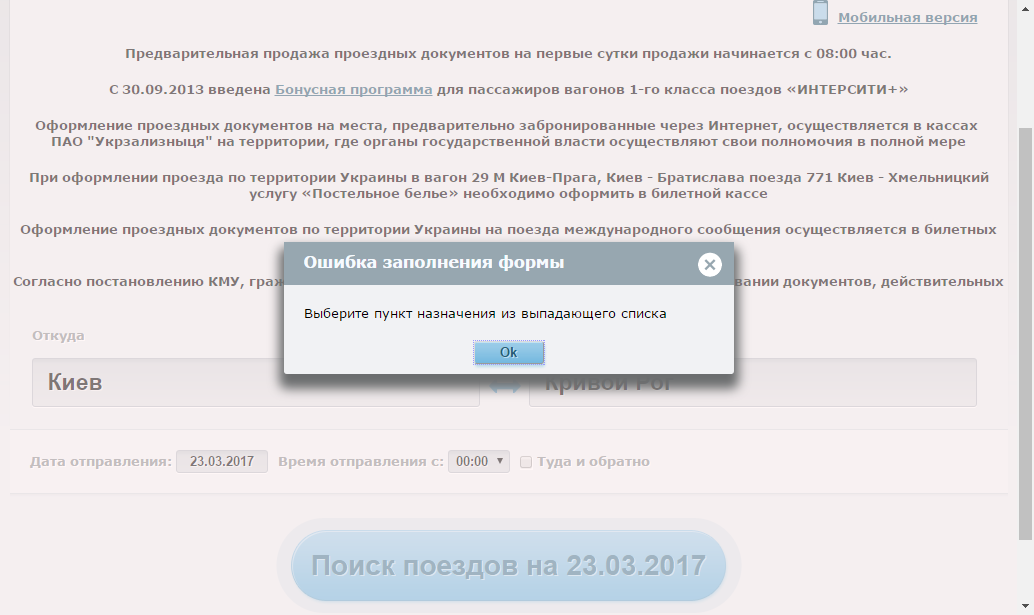 Мобильная версия
Предварительная продажа проездных документов на первые сутки продажи начинается с 08:00 час.
С 30.09.2013 введена Бонусная программа для пассажиров вагонов 1-го класса поездов «ИНТЕРСИТИ+»
Оформление проездных документов на места, предварительно забронированные через Интернет, осуществляется в кассах
ПАО "Укрзализныця" на территории, где органы государственной власти осуществляют свои полномочия в полной мере
При оформлении проезда по территории Украины в вагон 29 М Киев-Прага, Киев - Братислава поезда 771 Киев - Хмельницкий
услугу «Постельное белье» необходимо оформить в билетной кассе
Оформление проездных документов по территории Украины на поезда международного сообщения осуществляется в билетных
Согласно постановлению КМУ, документов, действительных
Ошибка заполнения формы
Выберите пункт назначения из выпадающего списка
Ok
Откуда
Киев
Кривой Рог
Дата отправления: 23.03.2017 Время отправления с: 00:00 Туда и обратно
Поиск поездов на 23.03.2017